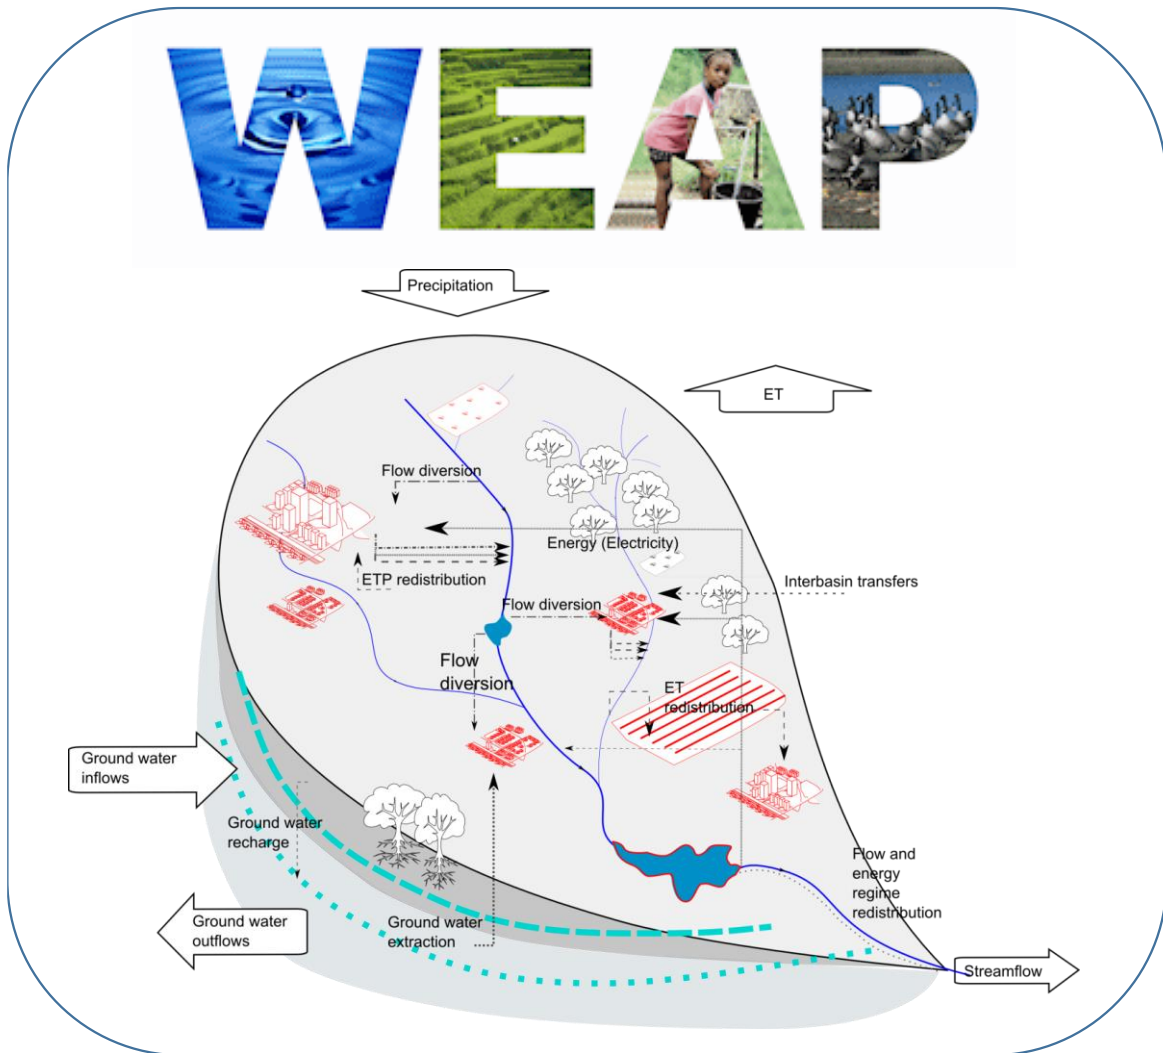 WEAP
Precipitation
ET
Flow diversion
Energy (Electricity)
ETP redistribution
Interbasin transfers
Flow diversion
Flow
diversion
ET
redistribution
Ground water
inflows
Ground water
recharge
Flow and
energy
regime
redistribution
Ground water
outflows
Ground water
extraction
Streamflow